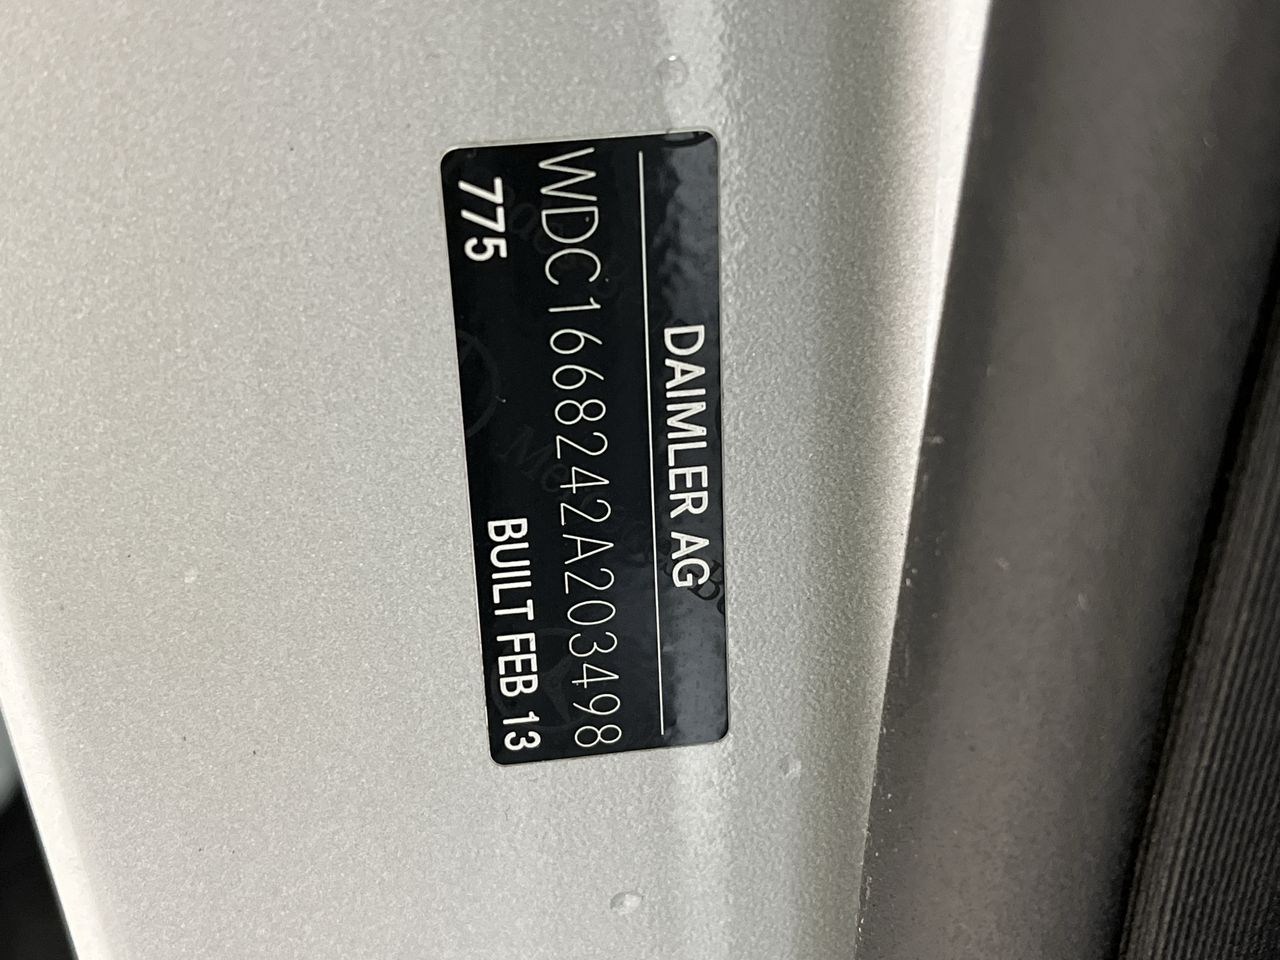 DAIMLER AG
WDC1668242A203498
775 BUILT FEB 13